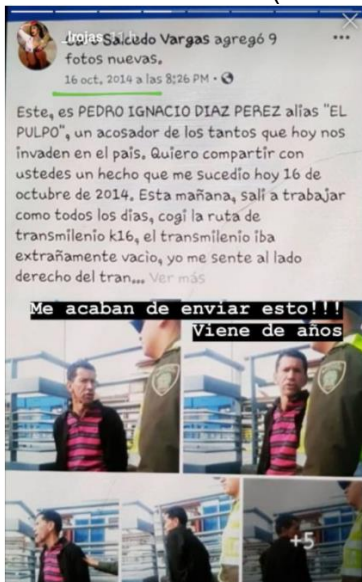 Salcedo Vargas agregó 9
fotos nuevas.
16 oct. 2014 a las 8:26 PM •
Este, es PEDRO IGNACIO DIAZ PEREZ alias "EL
PULPO", un acosador de los tantos que hoy nos
invaden en el pais. Quiero compartir con
ustedes un hecho que me sucedio hoy 16 de
octubre de 2014. Esta mañana, sali a trabajar
como todos los dias, cogi la ruta de
transmilenio k16, el transmilenio iba
extrañamente vacio, yo me sente al lado
derecho del tran... Ver más
Me acaban de enviar esto!!!
Viene de años
+5